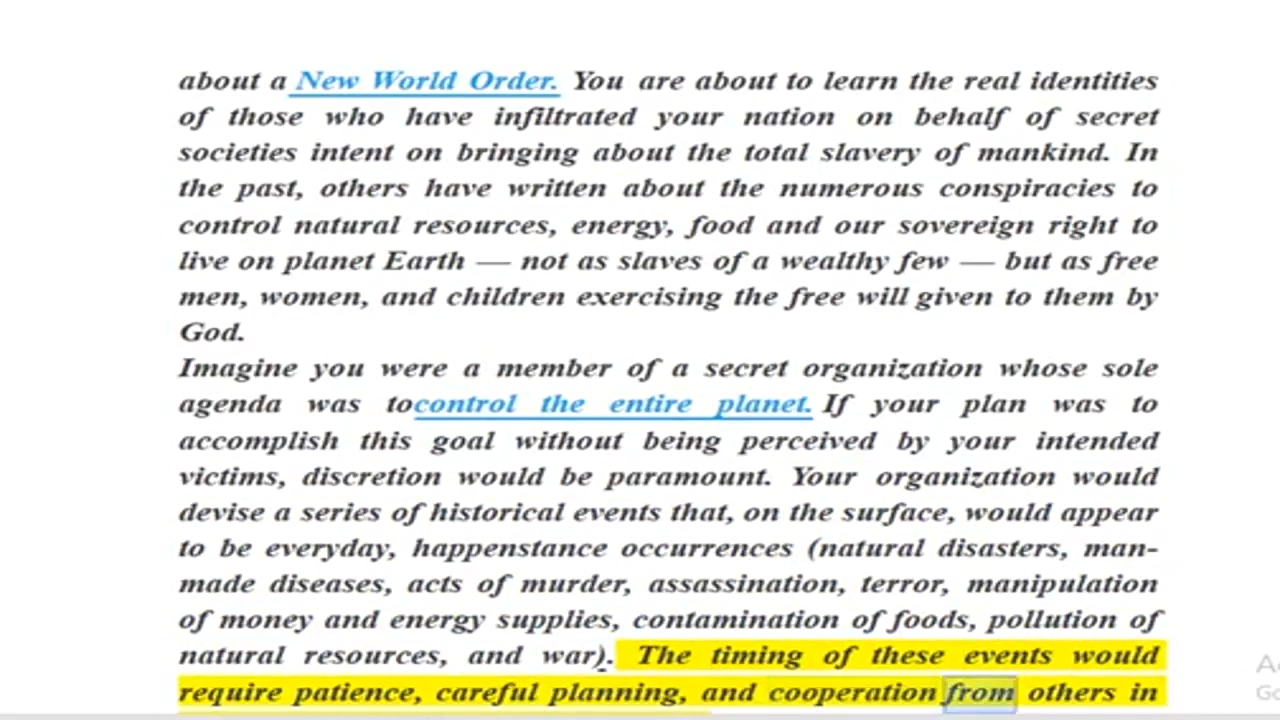 about a New World Order. You are about to learn the real identities
of those who have infiltrated your nation on behalf of secret
societies intent on bringing about the total slavery of mankind. In
the past, others have written about the numerous conspiracies to
control natural resources, energy, food and our sovereign right to
live on planet Earth — not as slaves of a wealthy few — but as free
men, women, and children exercising the free will given to them by
God.
Imagine you were a member of a secret organization whose sole
agenda was tocontrol the entire planet. If your plan was to
accomplish this goal without being perceived by your intended
victims, discretion would be paramount. Your organization would
devise a series of historical events that, on the surface, would appear
to be everyday, happenstance occurrences (natural disasters, man-
made diseases, acts of murder, assassination, terror, manipulation
of money and energy supplies, contamination of foods, pollution of
natural resources, and war). The timing of these events would
require patience, careful planning, and cooperation from others in